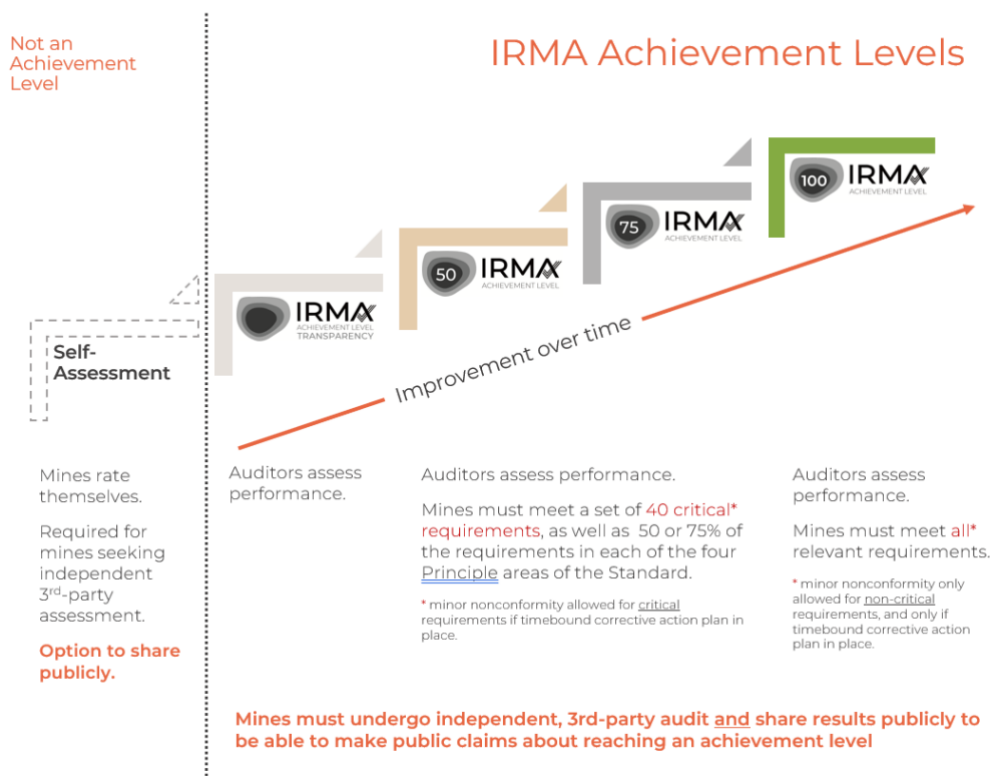 Not an
Achievement
Level
IRMA Achievement Levels
100 IRMA
ACHIEVEMENT LEVEL
75 IRMA
ACHIEVEMENT LEVEL
50 IRMA
ACHIEVEMENT LEVEL
IRMA
ACHIEVEMENT LEVEL
TRANSPARENCY
Self-
Assessment
Improvement over time
Mines rate
themselves.
Required for
mines seeking
independent
3rd-party
assessment.
Option to share
publicly.
Auditors assess
performance.
Auditors assess performance.
Mines must meet a set of 40 critical*
requirements, as well as 50 or 75% of
the requirements in each of the four
Principle areas of the Standard.
* minor nonconformity allowed for critical
requirements if timebound corrective action plan in
place.
Auditors assess
performance.
Mines must meet all*
relevant requirements.
* minor nonconformity only
allowed for non-critical
requirements, and only if
timebound corrective action
plan in place.
Mines must undergo independent, 3rd-party audit and share results publicly to
be able to make public claims about reaching an achievement level